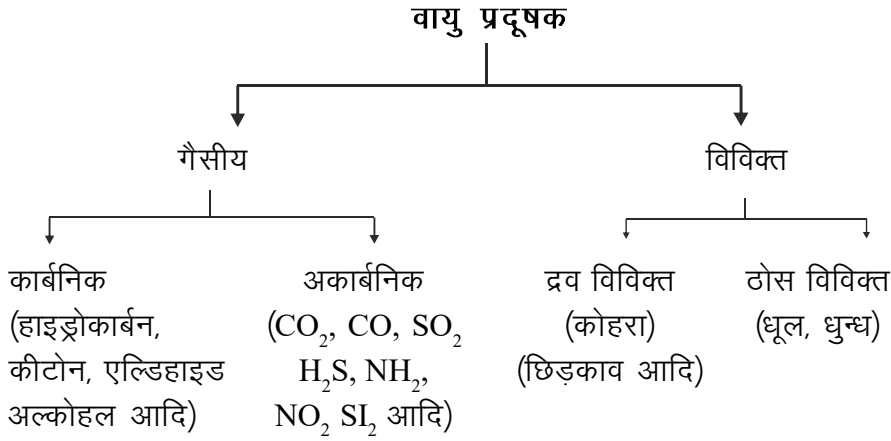 वायु प्रदूषक
गैसीय
विविक्त
कार्बनिक
(हाइड्रोकार्बन,
कीटोन, एल्डिहाइड
अल्कोहल आदि)
अकार्बनिक
(CO₂, CO, SO₂
H₂S, NH₂,
NO₂ SI₂ आदि)
द्रव विविक्त
(कोहरा)
(छिड़काव आदि)
ठोस विविक्त
(धूल, धुन्ध)